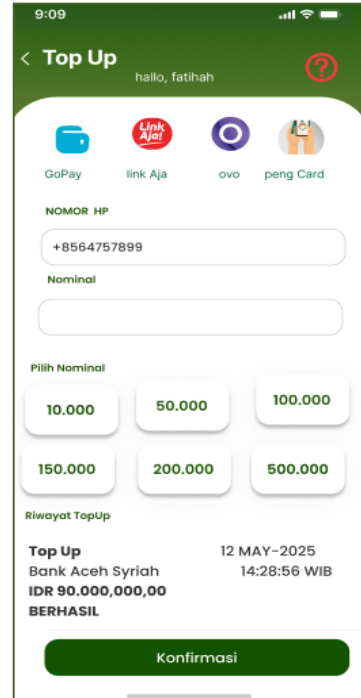 9:09
Top Up
hallo, fatihah
?
Link
Aja!
GoPay link Aja ovo peng Card
NOMOR HP
+8564757899
Nominal
Pilih Nominal
10.000 50.000 100.000
150.000 200.000 500.000
Riwayat TopUp
Top Up 12 MAY-2025
Bank Aceh Syriah 14:28:56 WIB
IDR 90.000,000,00
BERHASIL
Konfirmasi